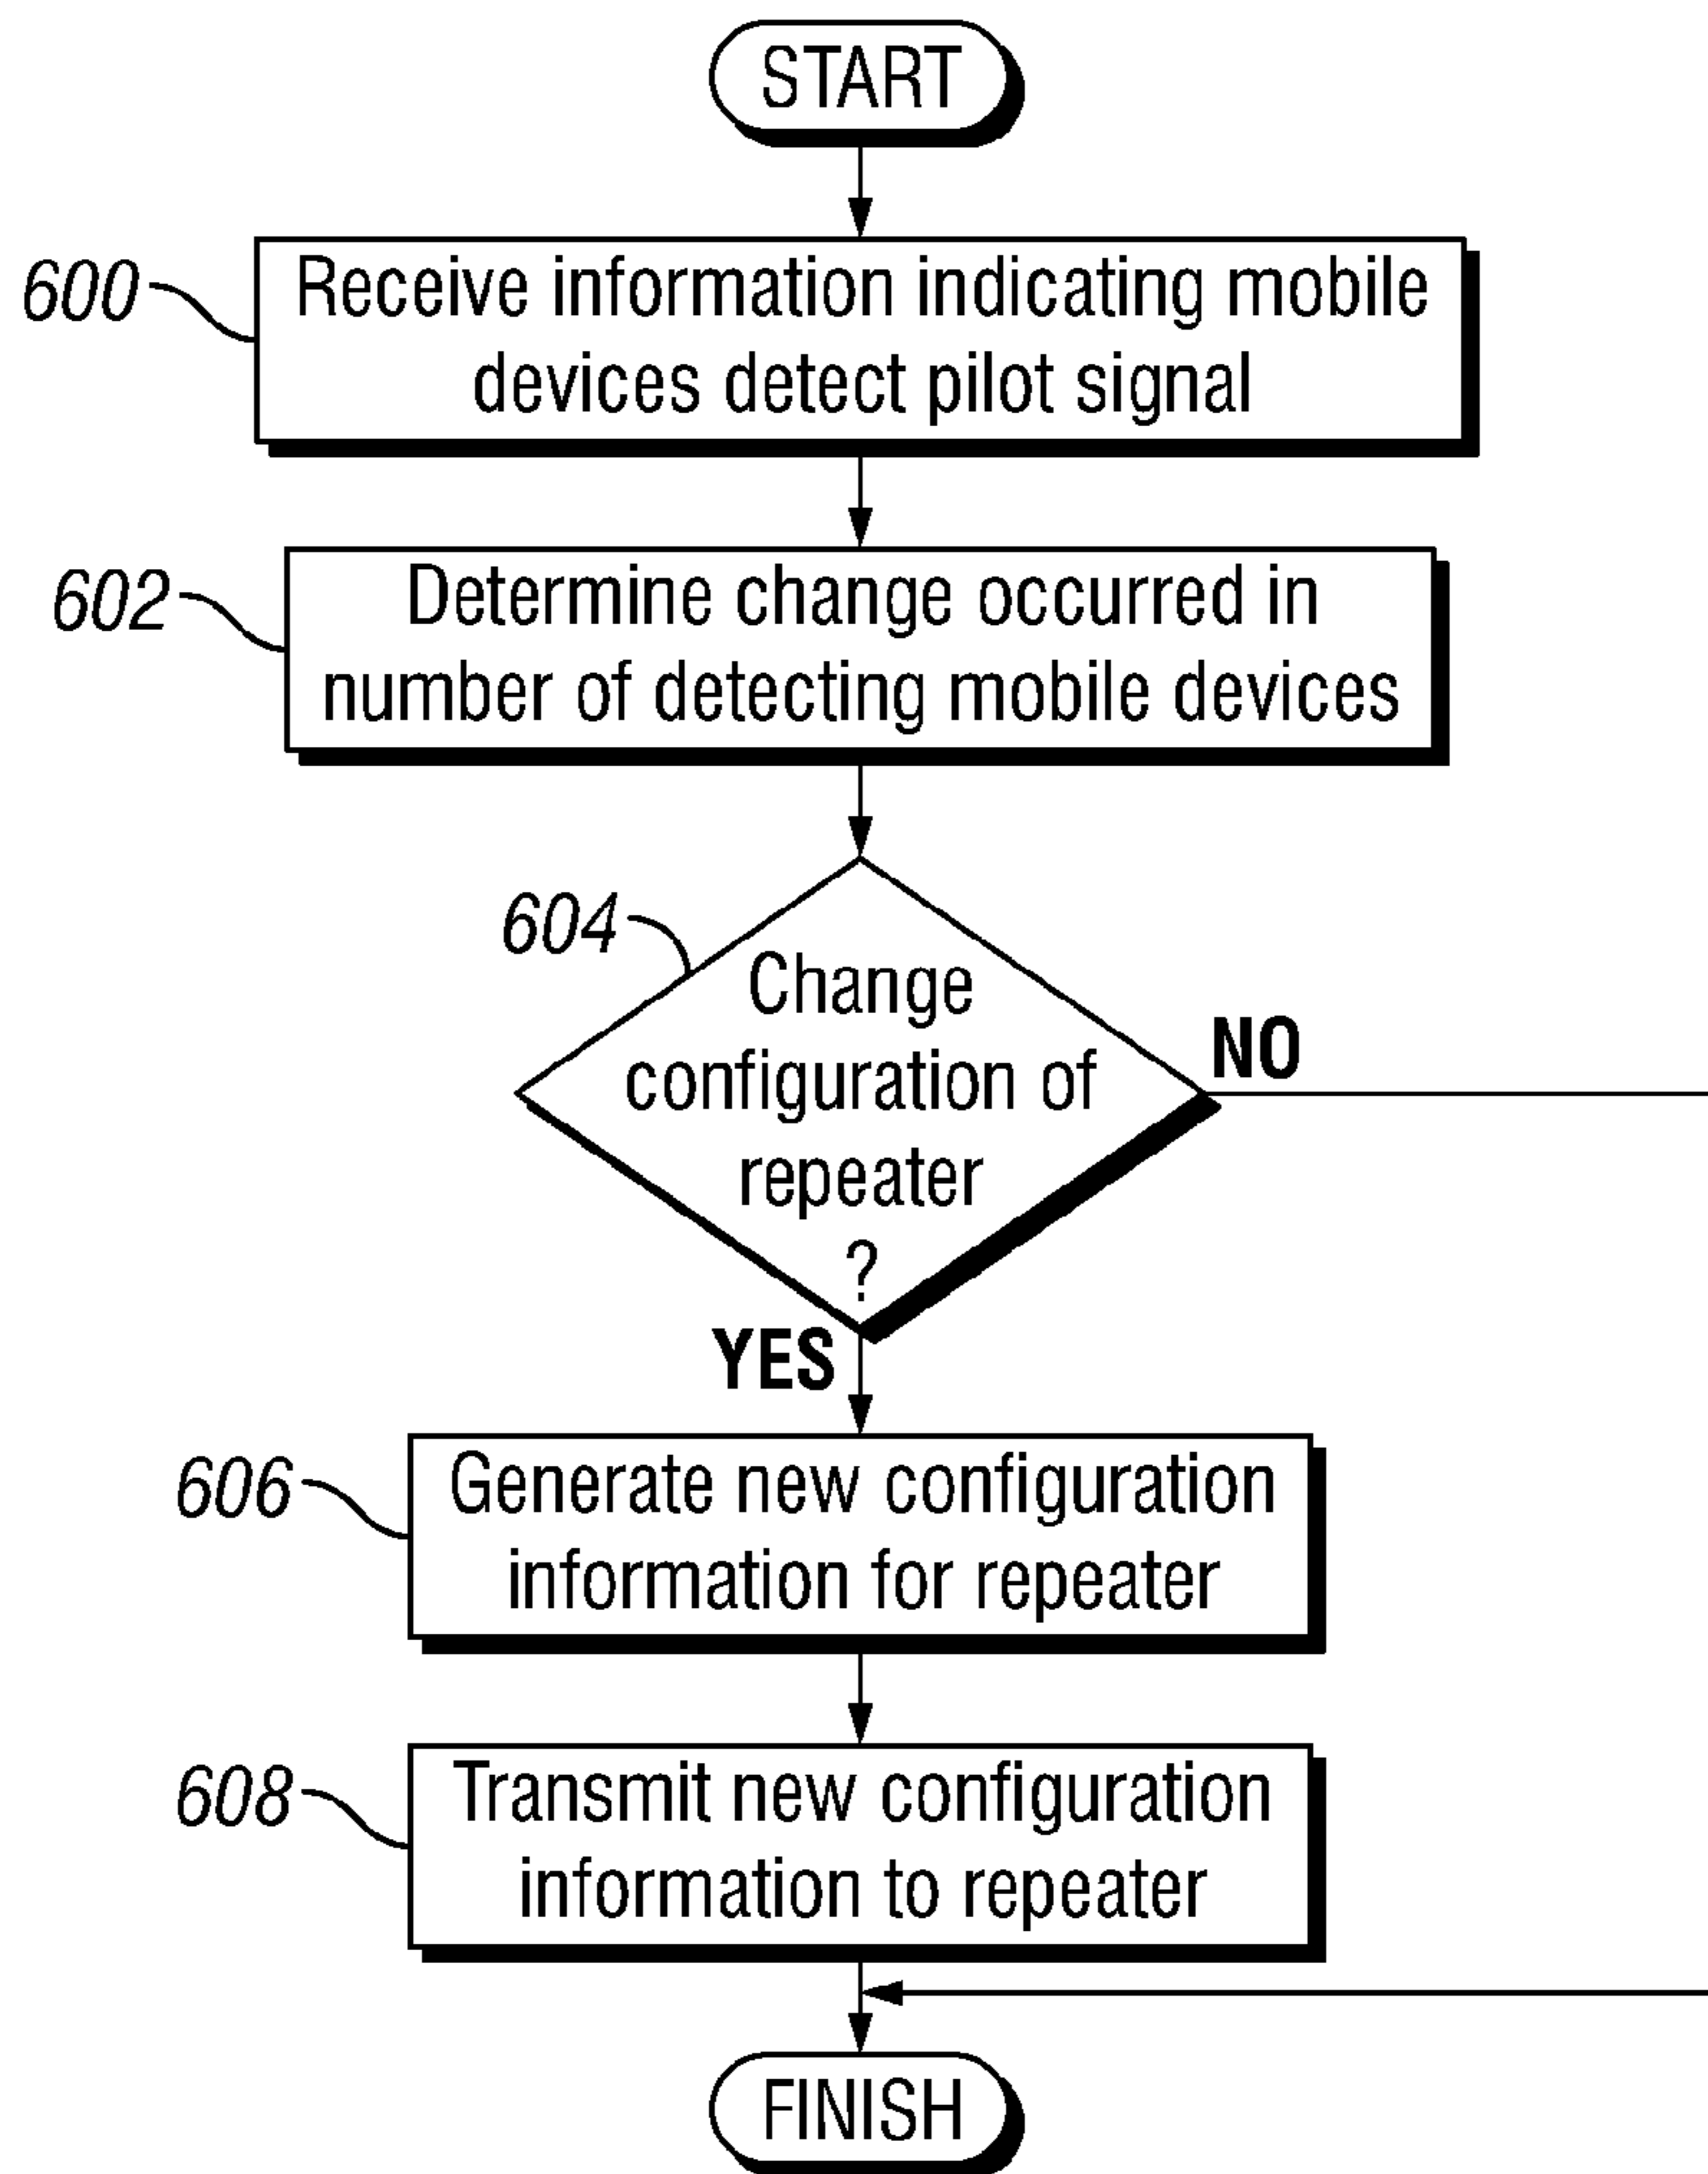 START
600
Receive information indicating mobile
devices detect pilot signal
602
Determine change occurred in
number of detecting mobile devices
604
Change
configuration of
repeater
?
NO
YES
606
Generate new configuration
information for repeater
608
Transmit new configuration
information to repeater
FINISH